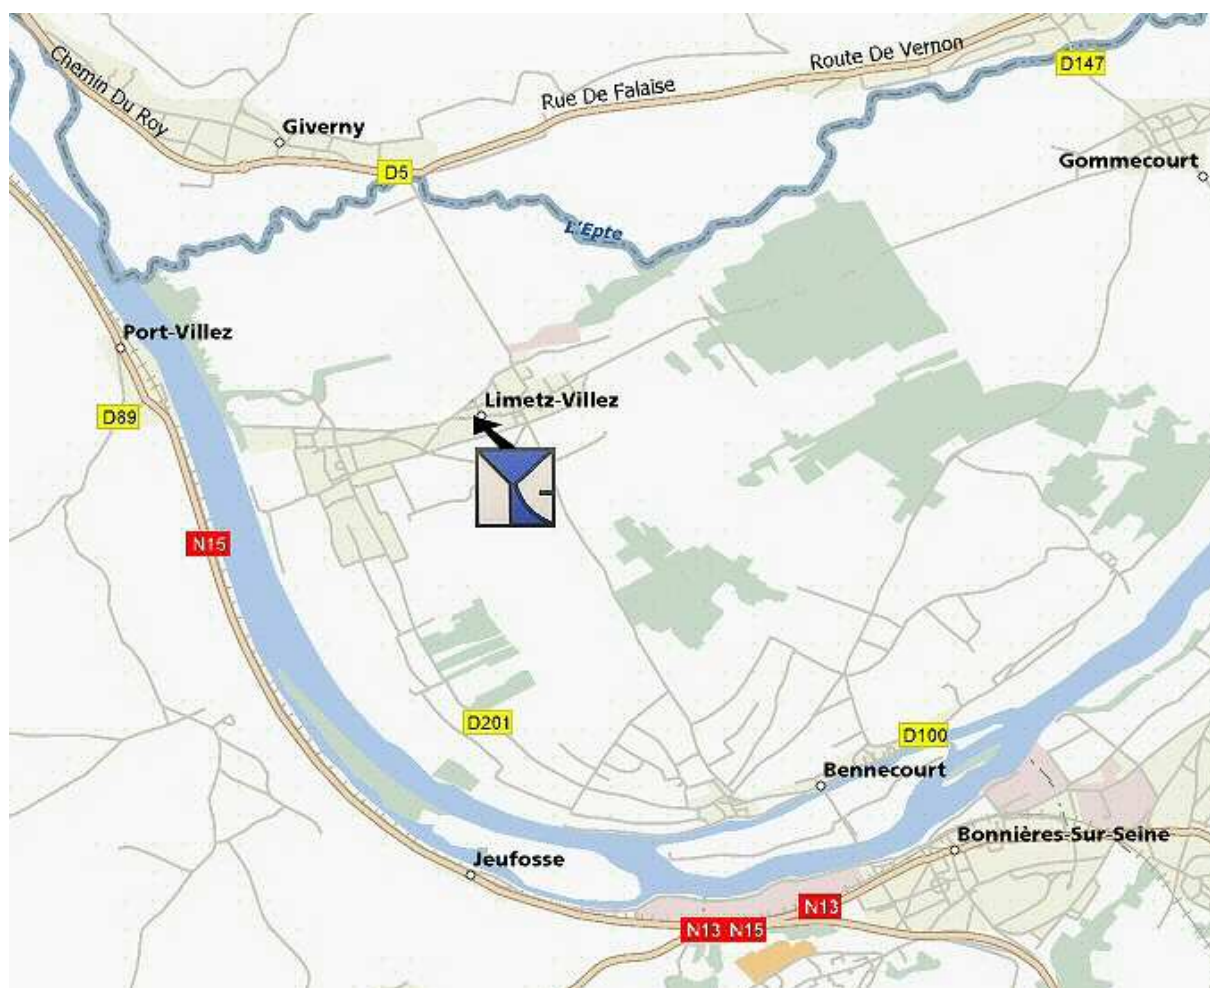 Chemin Du Roy
Route De Vernon
D147
Rue De Falaise
Giverny
Gommecourt
D5
L'Epte
Port-Villez
Limetz-Villez
D89
N15
D201
D100
Bennecourt
Bonnières-Sur-Seine
Jeufosse
N13
N13 N15